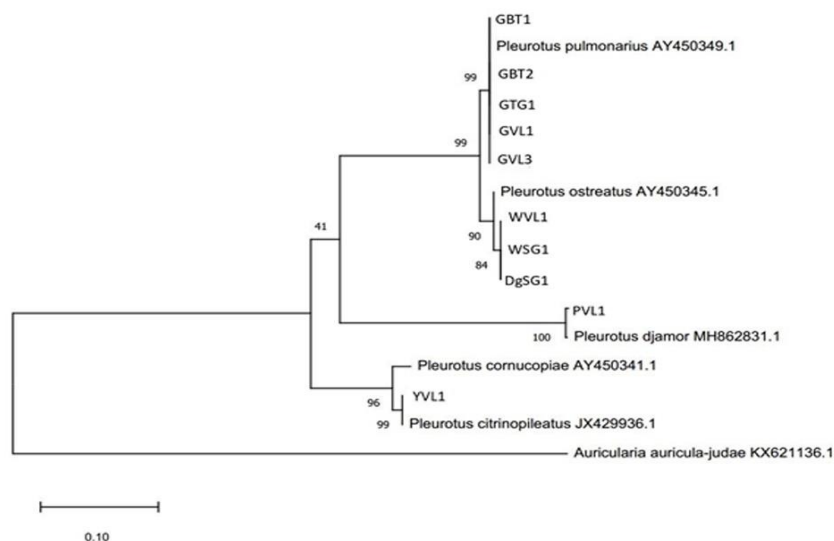 GBT1
Pleurotus pulmonarius AY450349.1
99
GBT2
GTG1
GVL1
99
GVL3
Pleurotus ostreatus AY450345.1
WVL1
41
90
WSG1
84
DgSG1
PVL1
100
Pleurotus djamor MH862831.1
Pleurotus cornucopiae AY450341.1
YVL1
96
99
Pleurotus citrinopileatus JX429936.1
Auricularia auricula-judae KX621136.1
0.10